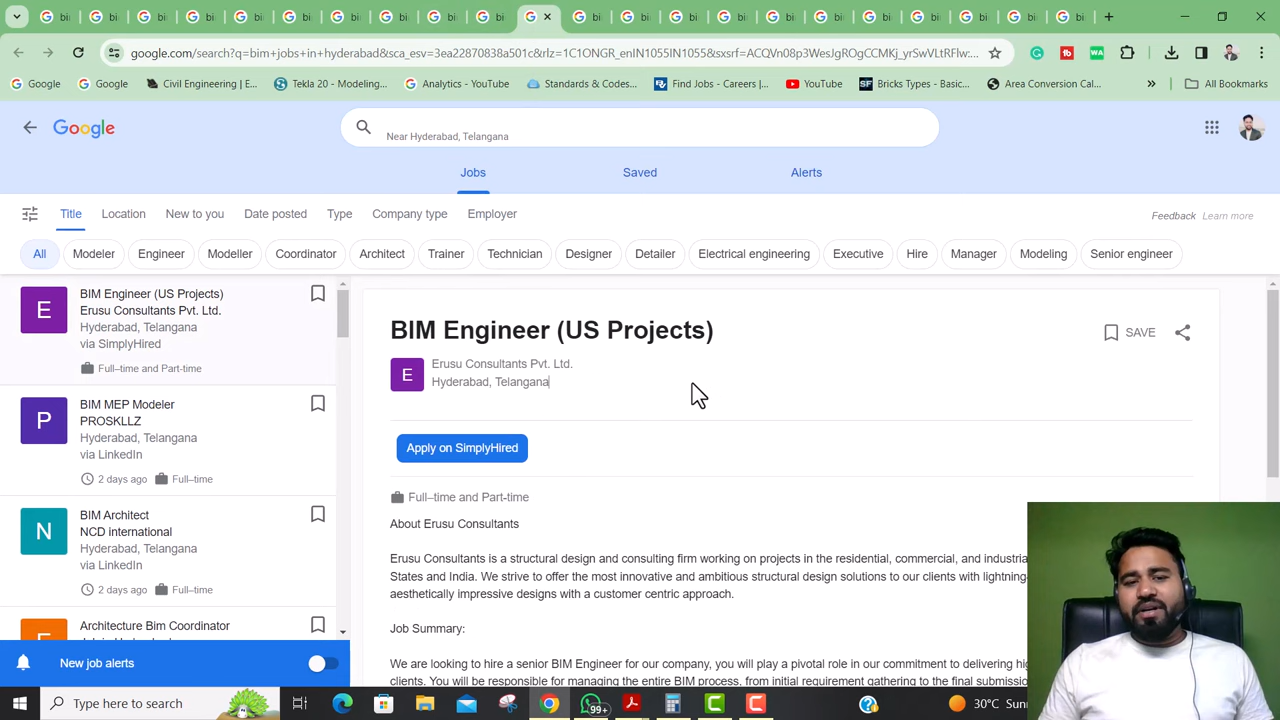 google.com/search?q=bim+jobs+in+hyderabad&sca_esv=3ea22870838a501c&rlz=1C1ONGR_enIN1055IN1055&sxsrf=ACQVn08p3WesJgROgCCMKj_yrSwVLtRFlw:...
Google
Google
Civil Engineering | E...
Tekla 20 - Modeling...
Analytics - YouTube
Standards & Codes...
Find Jobs - Careers |...
YouTube
Bricks Types - Basic...
Area Conversion Cal...
»
All Bookmarks
Google
Near Hyderabad, Telangana
Jobs
Saved
Alerts
Title
Location
New to you
Date posted
Type
Company type
Employer
Feedback
Learn more
All
Modeler
Engineer
Modeller
Coordinator
Architect
Trainer
Technician
Designer
Detailer
Electrical engineering
Executive
Hire
Manager
Modeling
Senior engineer
E
BIM Engineer (US Projects)
Erusu Consultants Pvt. Ltd.
Hyderabad, Telangana
via SimplyHired
Full–time and Part-time
P
BIM MEP Modeler
PROSKLLZ
Hyderabad, Telangana
via LinkedIn
2 days ago
Full–time
N
BIM Architect
NCD international
Hyderabad, Telangana
via LinkedIn
2 days ago
Full–time
Architecture Bim Coordinator
New job alerts
BIM Engineer (US Projects)
SAVE
E
Erusu Consultants Pvt. Ltd.
Hyderabad, Telangana
Apply on SimplyHired
Full–time and Part-time
About Erusu Consultants
Erusu Consultants is a structural design and consulting firm working on projects in the residential, commercial, and industria
States and India. We strive to offer the most innovative and ambitious structural design solutions to our clients with lightning-
aesthetically impressive designs with a customer centric approach.
Job Summary:
We are looking to hire a senior BIM Engineer for our company, you will play a pivotal role in our commitment to delivering hig
clients. You will be responsible for managing the entire BIM process, from initial requirement gathering to the final submissio
Type here to search
99+
30°C
Sunn